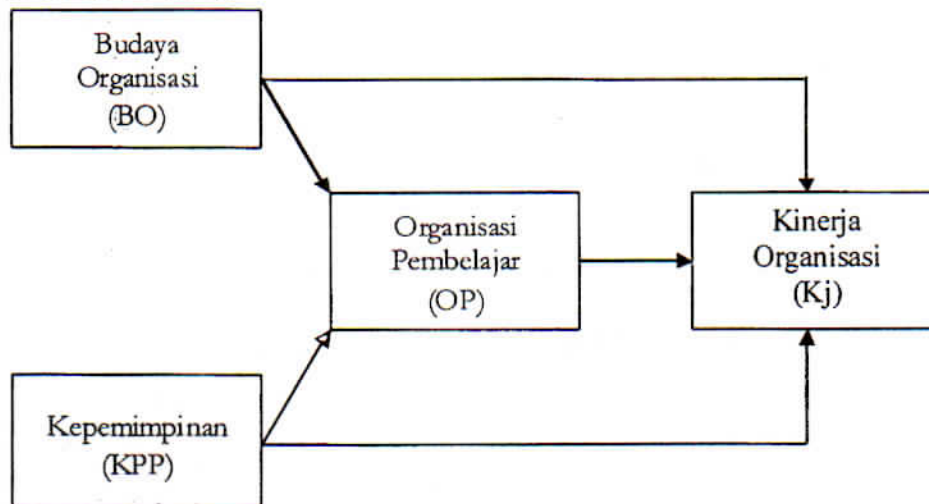 Budaya
Organisasi
(BO)
Organisasi
Pembelajar
(OP)
Kinerja
Organisasi
(Kj)
Kepemimpinan
(KPP)